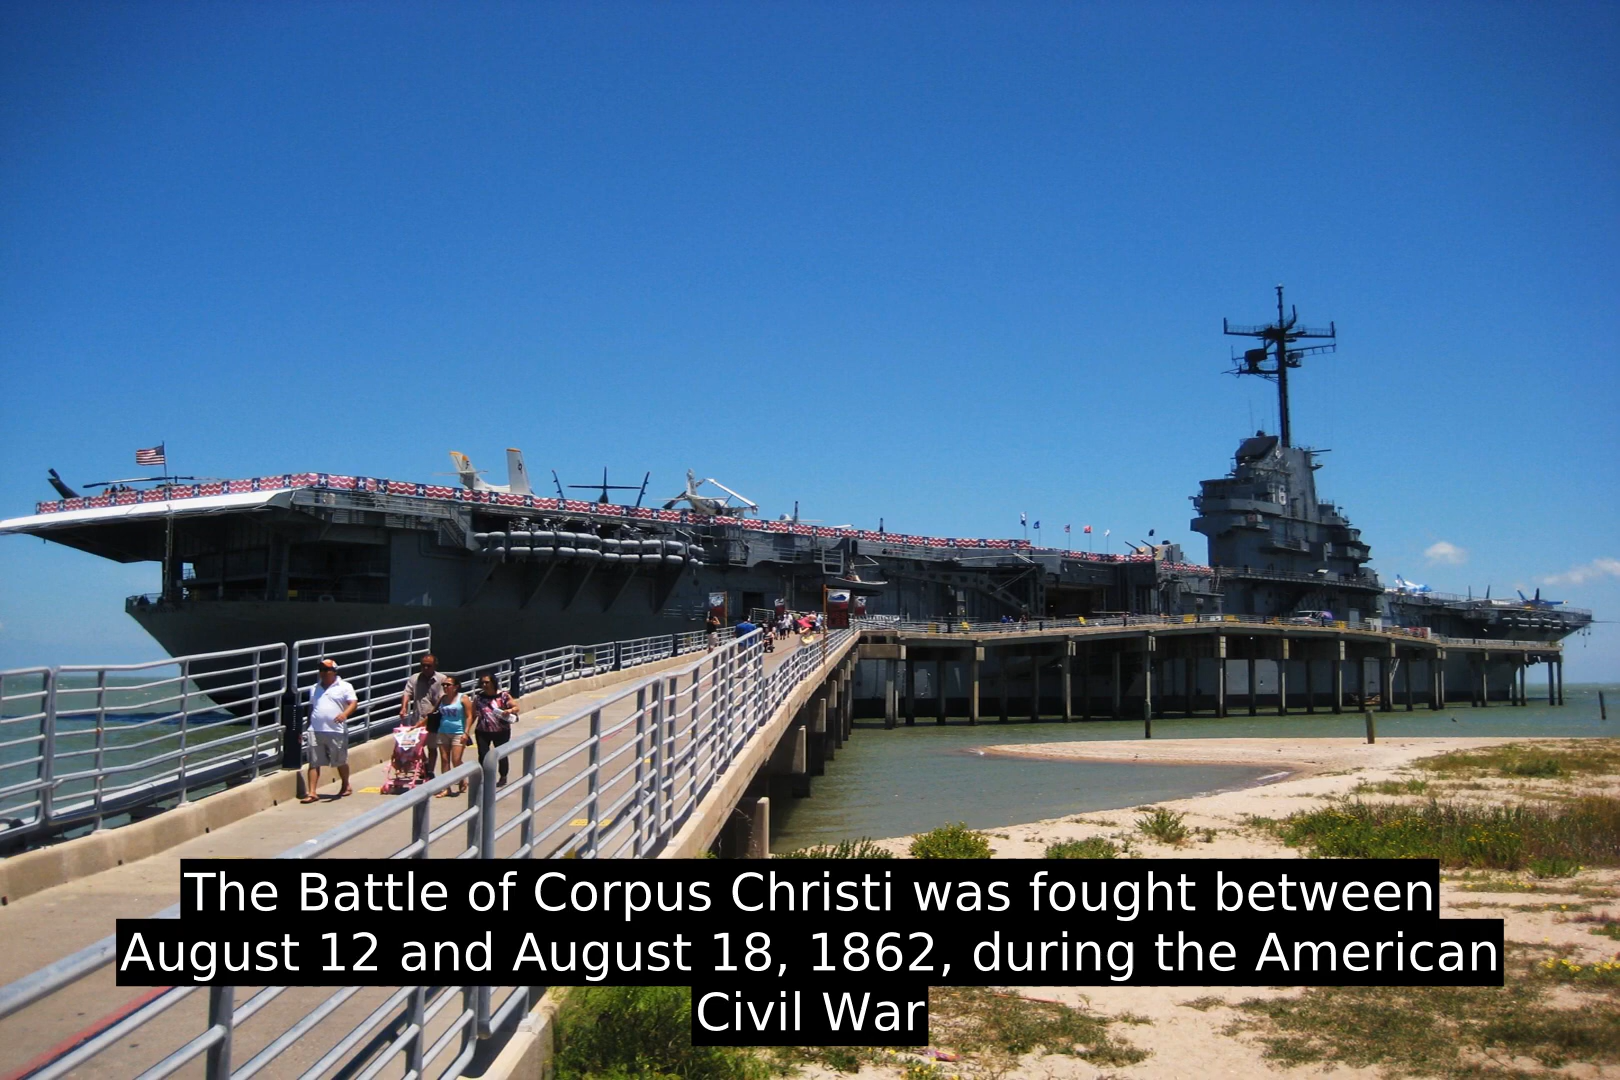 16
The Battle of Corpus Christi was fought between
August 12 and August 18, 1862, during the American
Civil War